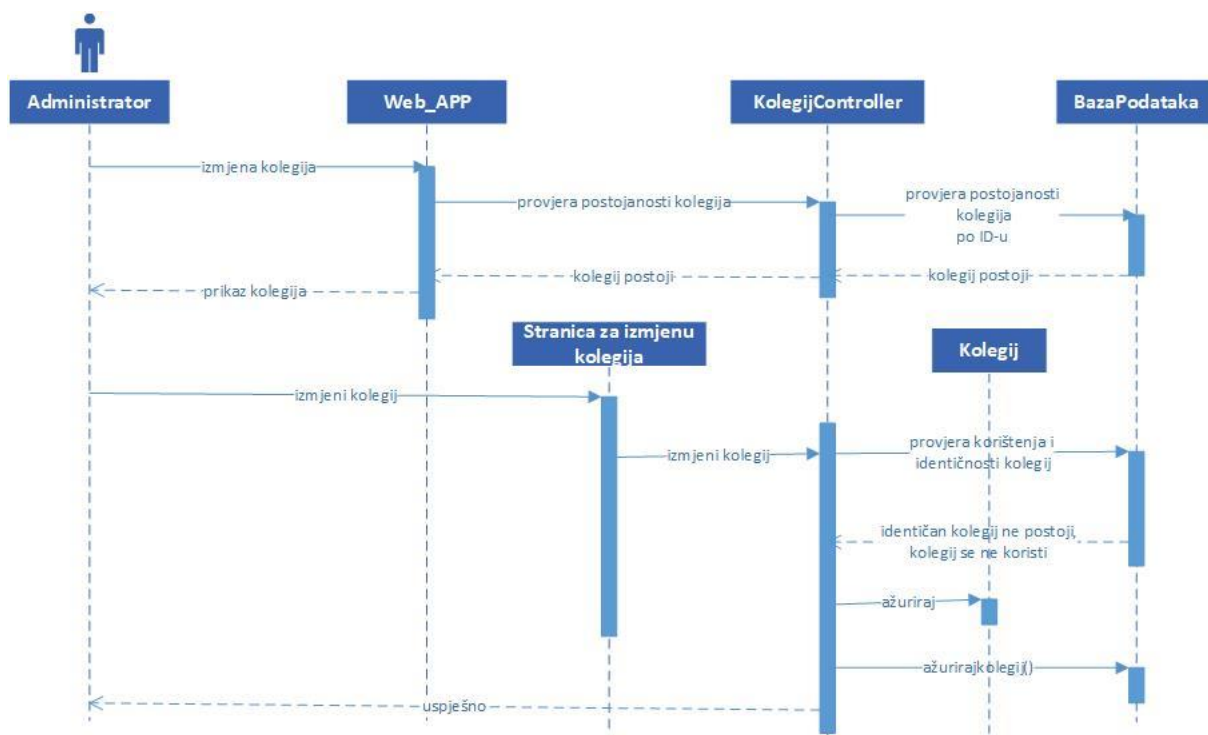 Administrator
Web_APP
KolegijController
BazaPodataka
izmjena kolegija
provjera postojanosti kolegija
provjera postojanosti
kolegija
po ID-u
kolegij postoji
kolegij postoji
prikaz kolegija
Stranica za izmjenu
kolegija
Kolegij
izmjeni kolegij
izmjeni kolegij
provjera korištenja i
identičnosti kolegij
identičan kolegij ne postoji,
kolegij se ne koristi
ažuriraj
ažurirajkolegij()
uspješno